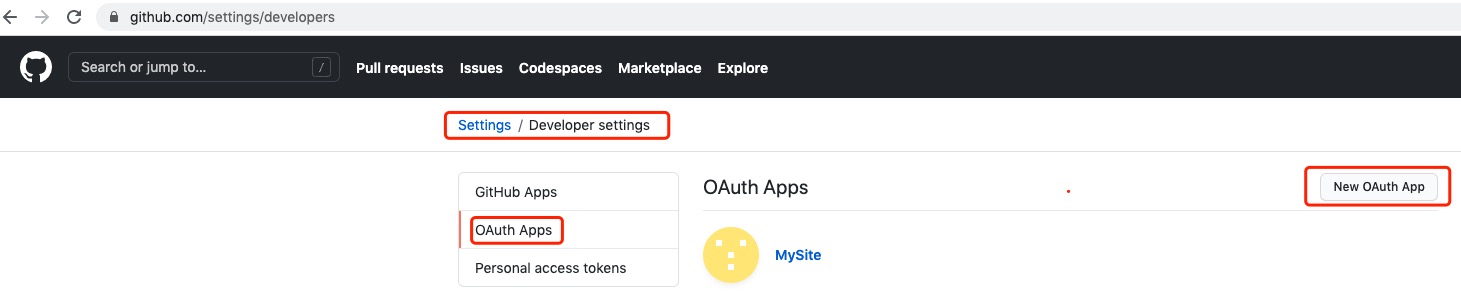 github.com/settings/developers
Search or jump to... / Pull requests Issues Codespaces Marketplace Explore
Settings / Developer settings
GitHub Apps
OAuth Apps
Personal access tokens
OAuth Apps New OAuth App
MySite